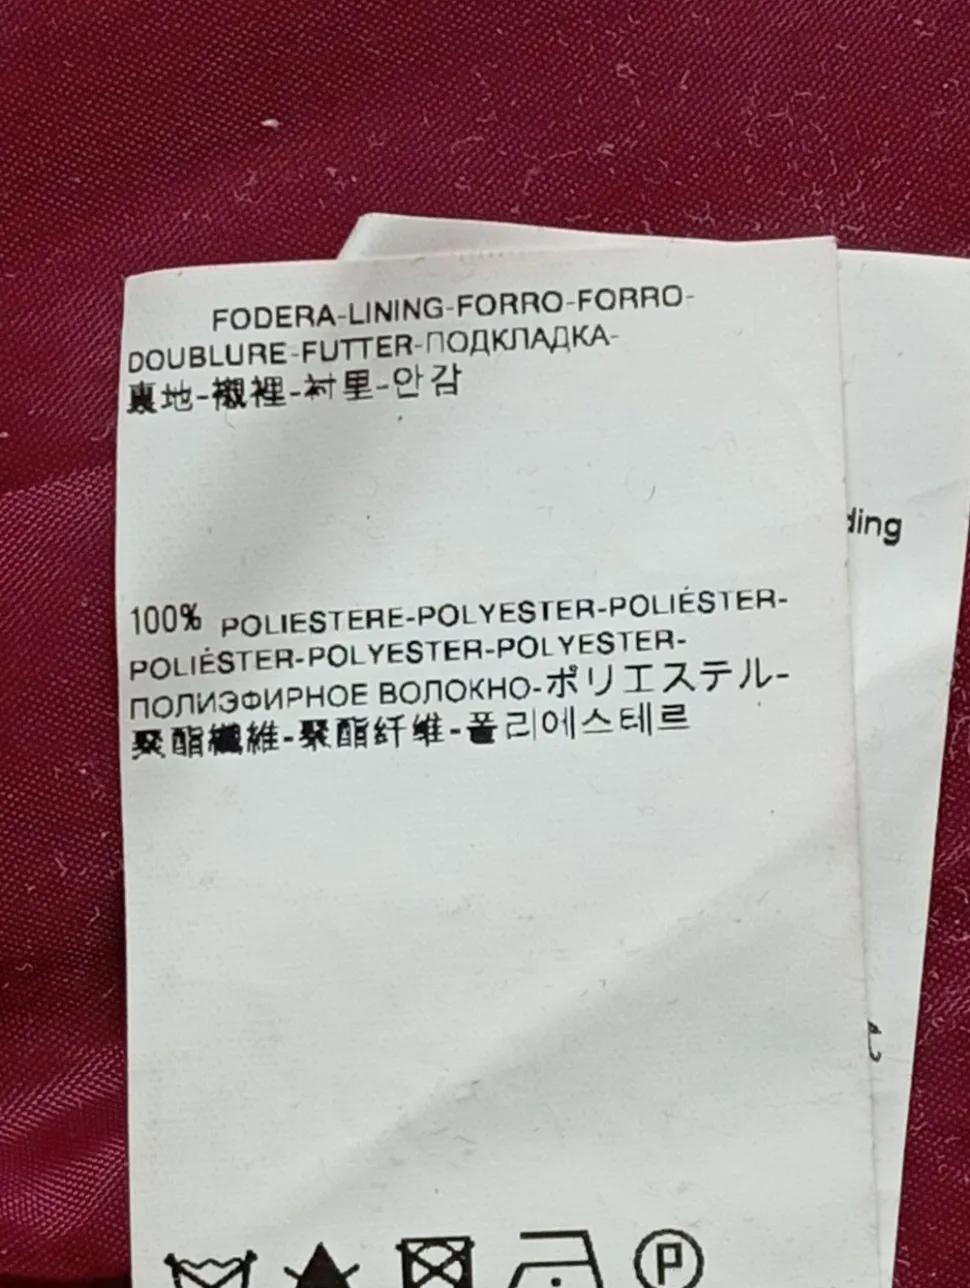 FODERA-LINING-FORRO-FORRO-
DOUBLURE-FUTTER-ПОДКЛАДКА-
裏地-襯裡-衬里-안감
100% POLIESTERE-POLYESTER-POLIÉSTER-
POLIÉSTER-POLYESTER-POLYESTER-
ПОЛИЭФИРНОЕ ВОЛОКНО-ポリエステル-
聚酯纖維-聚酯纤维-폴리에스테르
ding
P